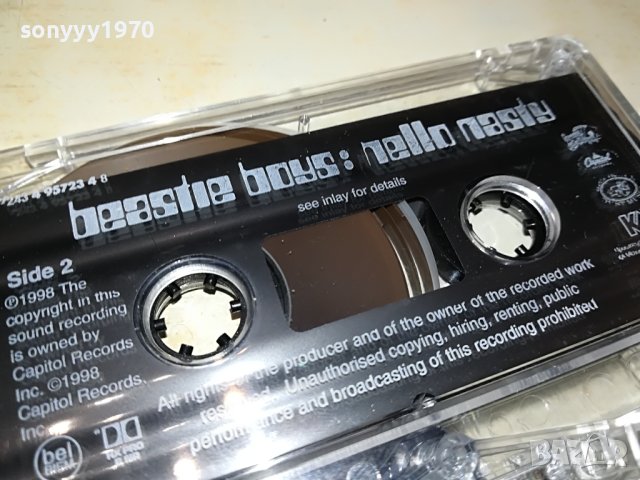 sonyyy1970
7243 4 95723 4 8
beastie boys: hello nasty
see inlay for details
Side 2
℗1998 The
copyright in this
sound recording
is owned by
Capitol Records
Inc. ©1998
Capitol Records,
Inc.
All rights of the producer and of the owner of the recorded work
reserved. Unauthorised copying, hiring, renting, public
performance and broadcasting of this recording prohibited
bel
BIEM
DOLBY